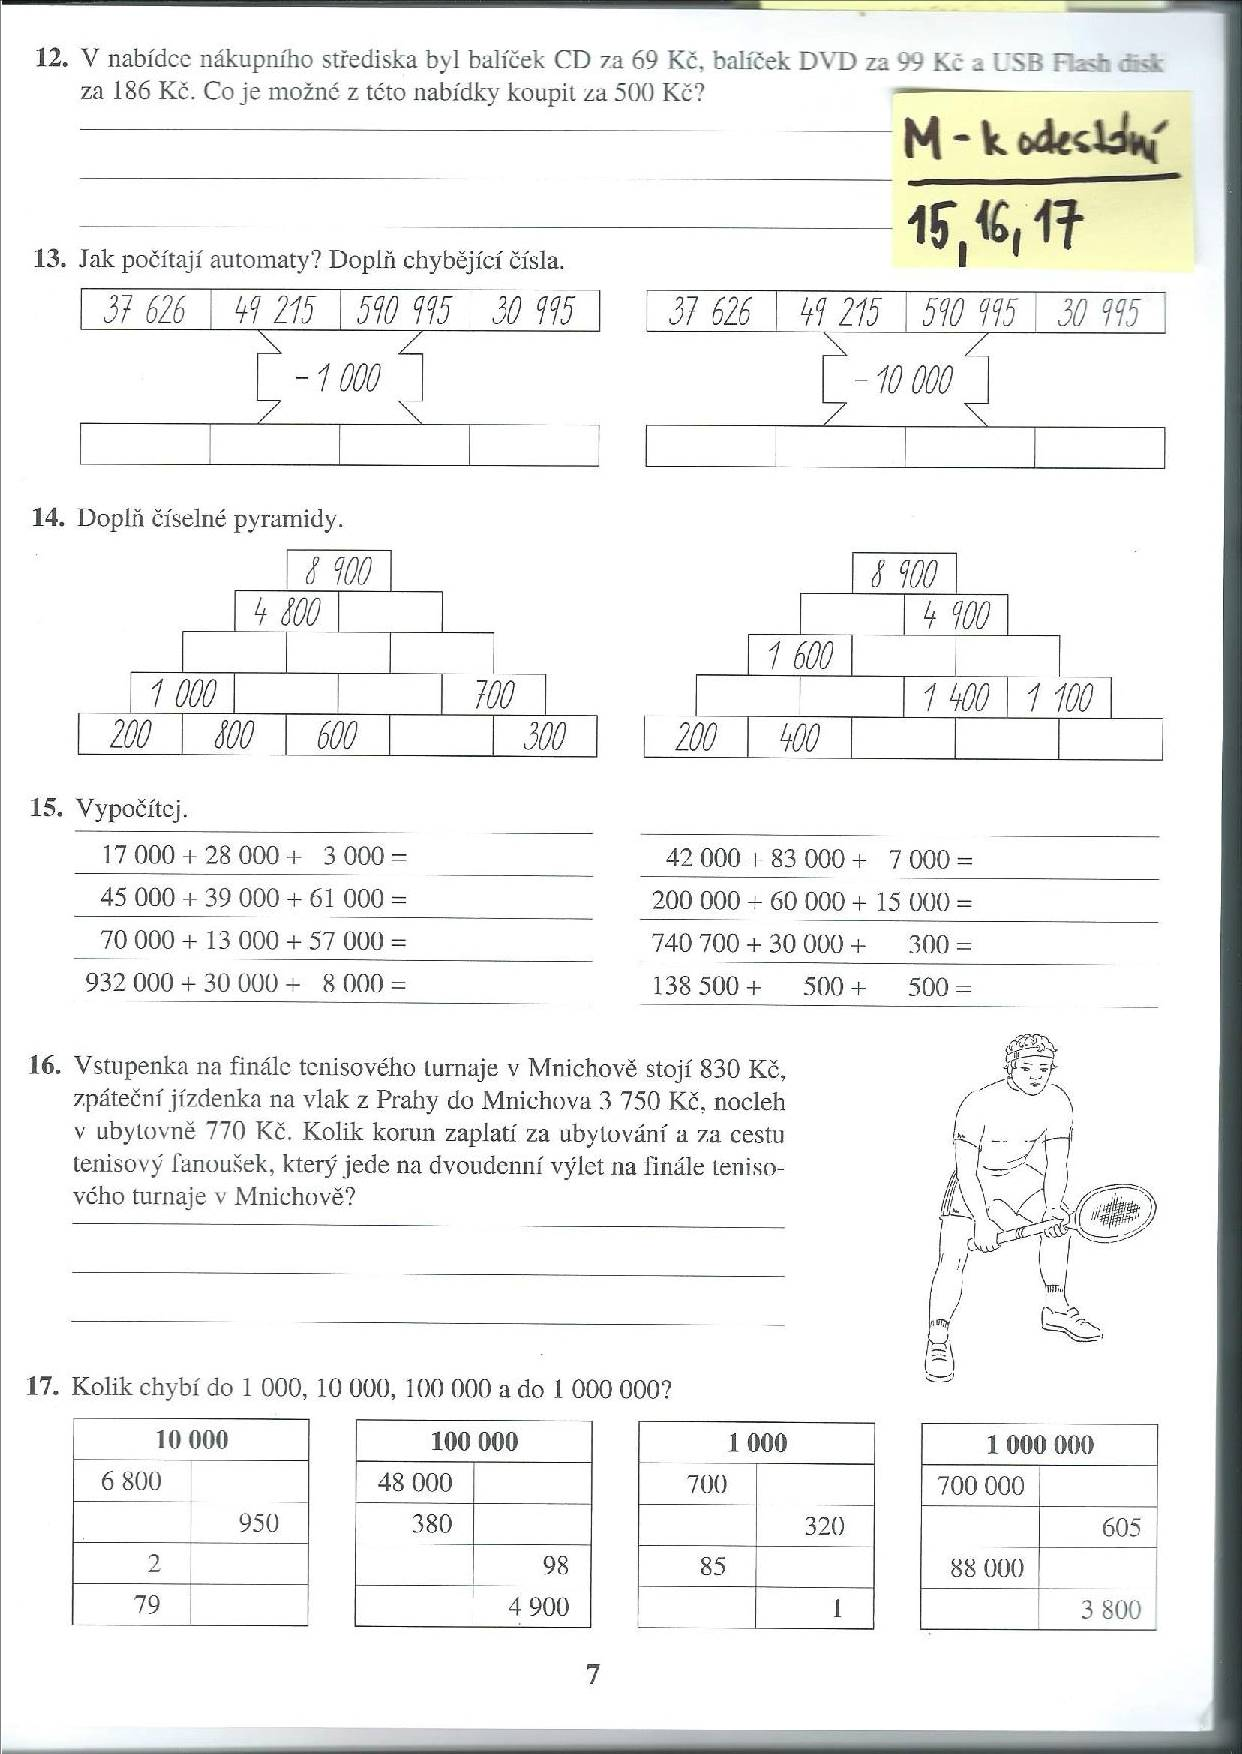 12. V nabídce nákupního střediska byl balíček CD za 69 Kč, balíček DVD za 99 Kč a USB Flash disk
za 186 Kč. Co je možné z této nabídky koupit za 500 Kč?
M - k odeslání
15, 16, 17
13. Jak počítají automaty? Doplň chybějící čísla.
37 626 49 215 590 995 30 995
37 626 49 215 590 995 30 995
- 1 000
- 10 000
14. Doplň číselné pyramidy.
8 900
8 900
4 800
4 900
1 600
1 000 700
1 400 1 100
200 800 600 300
200 400
15. Vypočítej.
17 000 + 28 000 + 3 000 =
42 000 + 83 000 + 7 000 =
45 000 + 39 000 + 61 000 =
200 000 + 60 000 + 15 000 =
70 000 + 13 000 + 57 000 =
740 700 + 30 000 + 300 =
932 000 + 30 000 + 8 000 =
138 500 + 500 + 500 =
16. Vstupenka na finále tenisového turnaje v Mnichově stojí 830 Kč,
zpáteční jízdenka na vlak z Prahy do Mnichova 3 750 Kč, nocleh
v ubytovně 770 Kč. Kolik korun zaplatí za ubytování a za cestu
tenisový fanoušek, který jede na dvoudenní výlet na finále teniso-
vého turnaje v Mnichově?
17. Kolik chybí do 1 000, 10 000, 100 000 a do 1 000 000?
10 000
6 800
950
2
79
100 000
48 000
380
98
4 900
1 000
700
320
85
1
1 000 000
700 000
605
88 000
3 800
7